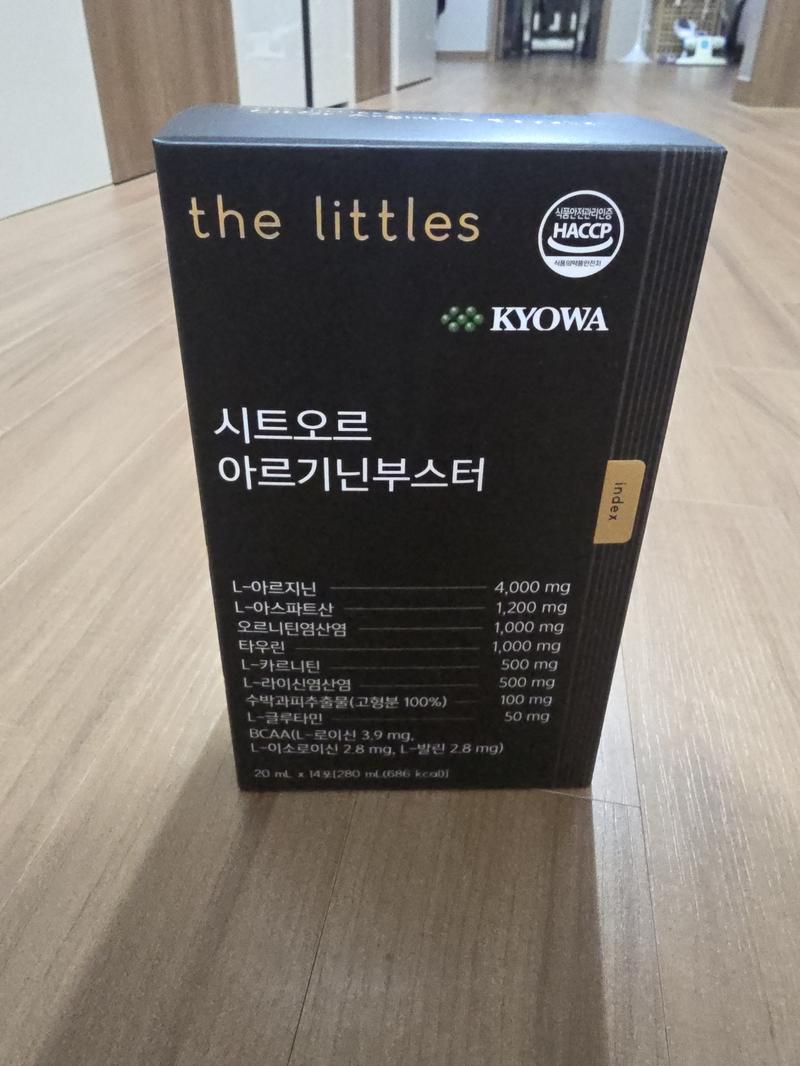 the littles
식품안전관리인증
HACCP
식품의약품안전처
KYOWA
시트오르
아르기닌부스터
index
L-아르지닌 4,000 mg
L-아스파트산 1,200 mg
오르니틴염산염 1,000 mg
타우린 1,000 mg
L-카르니틴 500 mg
L-라이신염산염 500 mg
수박과피추출물(고형분 100%) 100 mg
L-글루타민 50 mg
BCAA(L-로이신 3.9 mg,
L-이소로이신 2.8 mg, L-발린 2.8 mg)
20 mL x 14포[280 mL(686 kcal)]